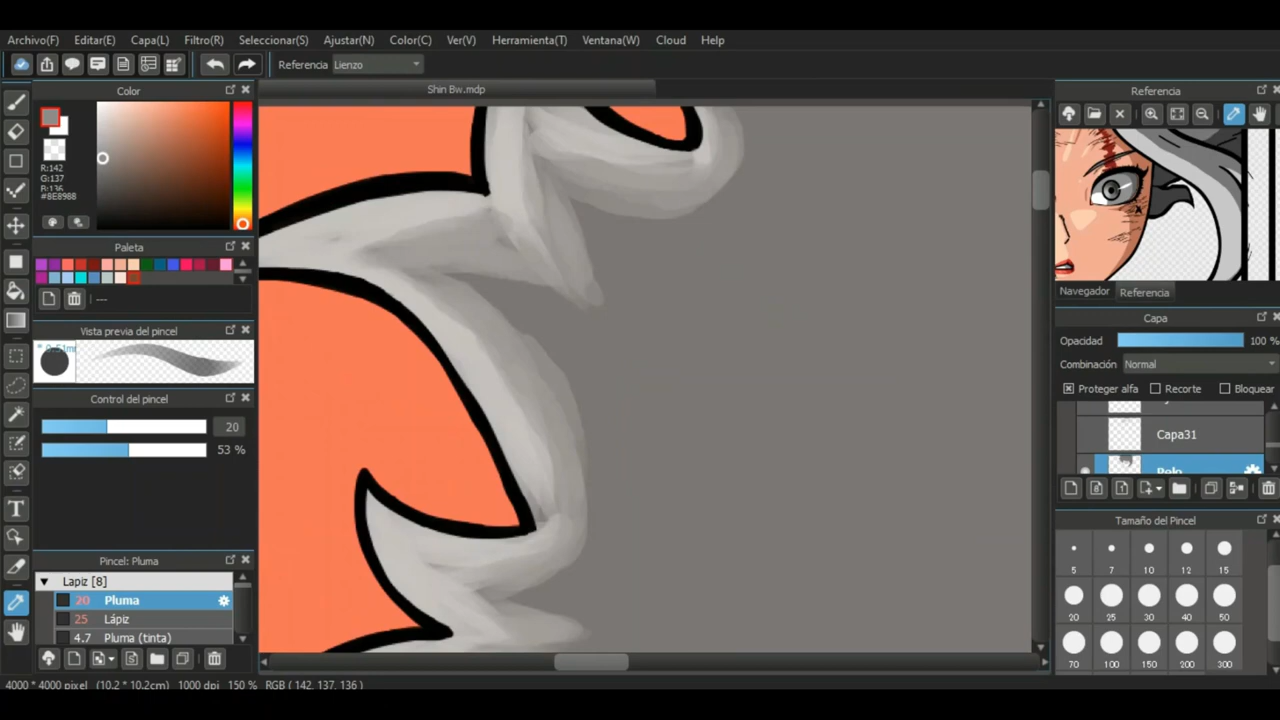 Archivo(F) Editar(E) Capa(L) Filtro(R) Seleccionar(S) Ajustar(N) Color(C) Ver(V) Herramienta(T) Ventana(W) Cloud Help
Referencia Lienzo
Color
Shin Bw.mdp
Referencia
R:142
G:137
#8E8988
Paleta
---
Navegador Referencia
Capa
Vista previa del pincel
Opacidad 100 %
Combinación Normal
Proteger alfa Recorte Bloquear
Control del pincel
20
53 %
Capa31
Pelo
Tamaño del Pincel
5 7 10 12 15
20 25 30 40 50
70 100 150 200 300
Pincel: Pluma
Lapiz [8]
20 Pluma
25 Lápiz
4.7 Pluma (tinta)
4000 * 4000 pixel (10.2 * 10.2cm) 1000 dpi 150 % RGB ( 142, 137, 136 )